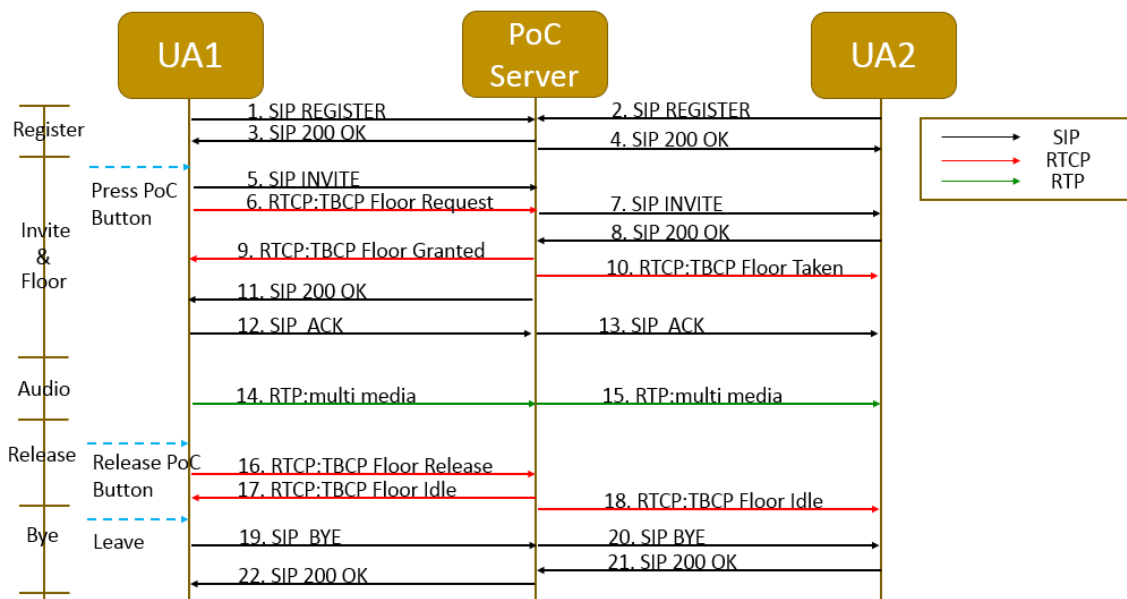 UA1
PoC
Server
UA2
Register
1. SIP REGISTER
2. SIP REGISTER
3. SIP 200 OK
4. SIP 200 OK
SIP
RTCP
RTP
Invite
&
Floor
Press PoC
Button
5. SIP INVITE
6. RTCP:TBCP Floor Request
7. SIP INVITE
8. SIP 200 OK
9. RTCP:TBCP Floor Granted
10. RTCP:TBCP Floor Taken
11. SIP 200 OK
12. SIP ACK
13. SIP ACK
Audio
14. RTP:multi media
15. RTP:multi media
Release
Release PoC
Button
16. RTCP:TBCP Floor Release
17. RTCP:TBCP Floor Idle
18. RTCP:TBCP Floor Idle
Bye
Leave
19. SIP BYE
20. SIP BYE
21. SIP 200 OK
22. SIP 200 OK